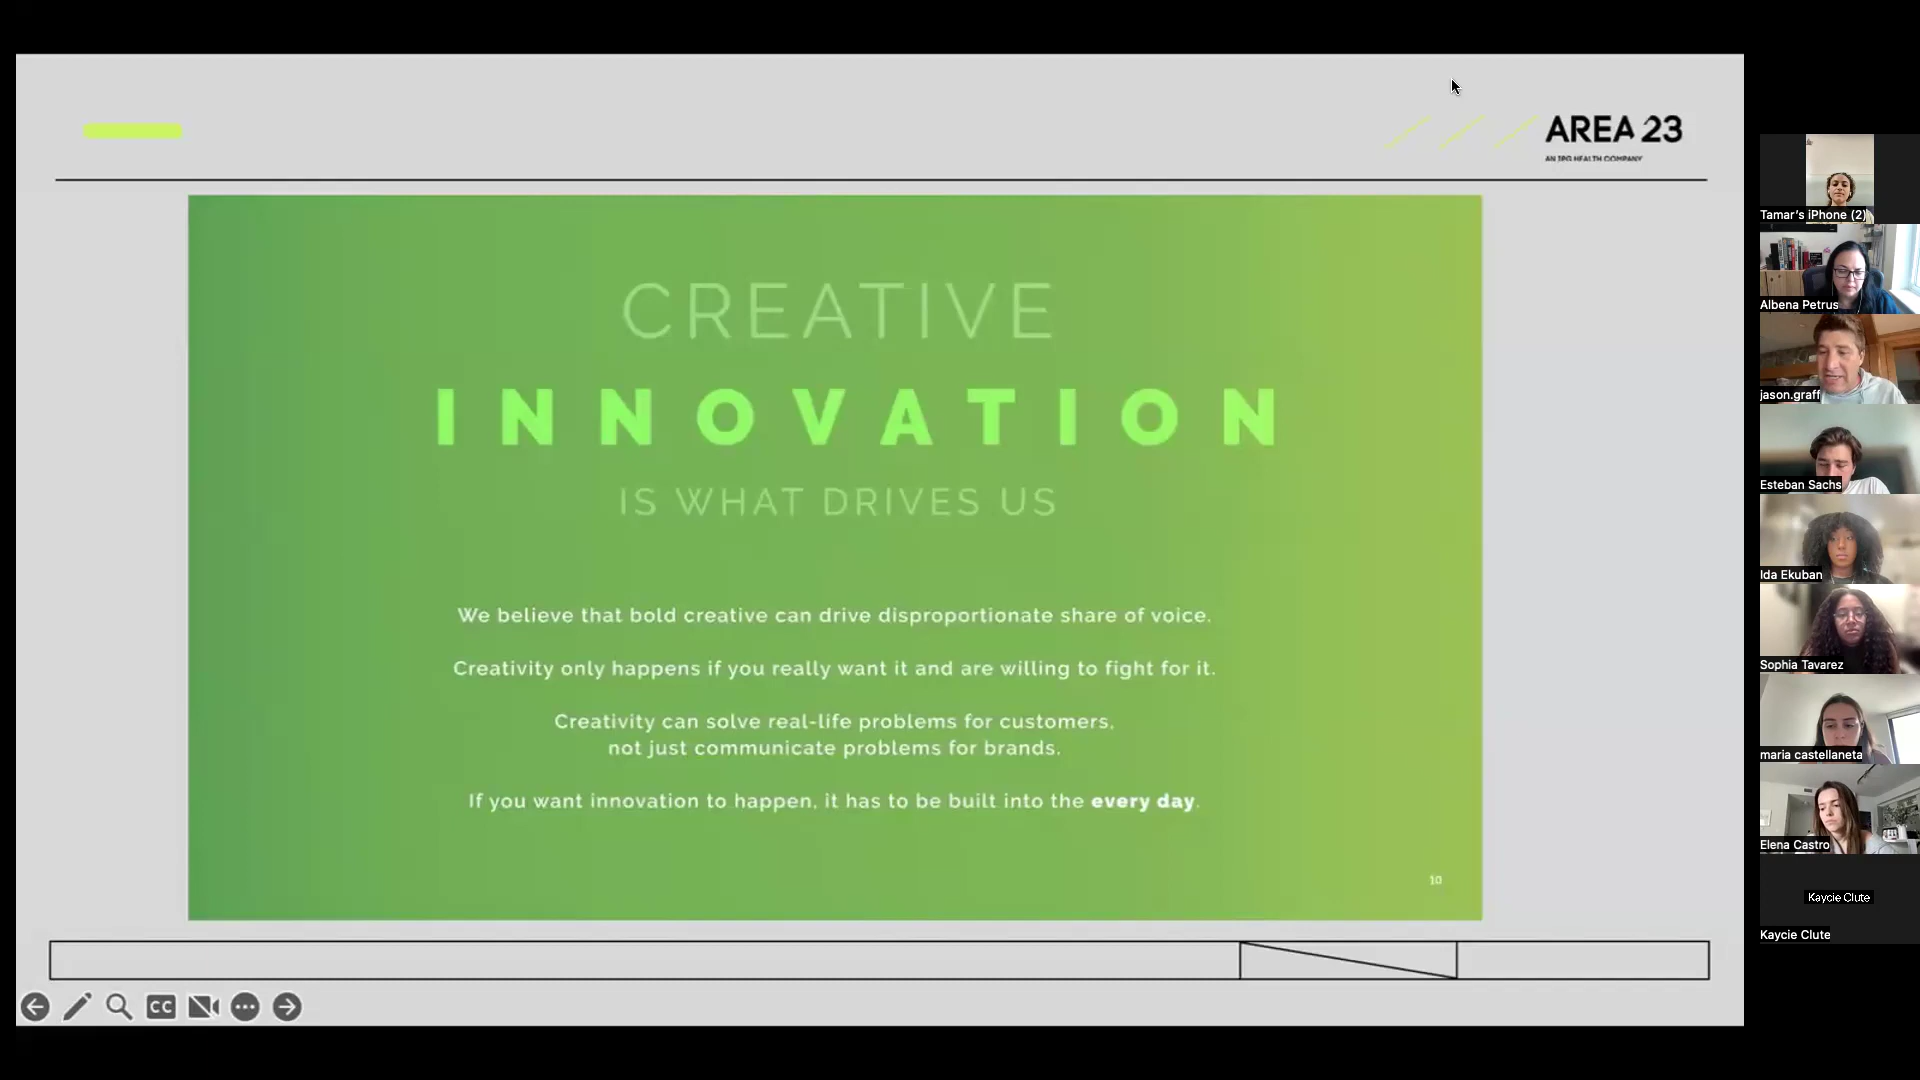 AREA 23
AN IPG HEALTH COMPANY
CREATIVE
INNOVATION
IS WHAT DRIVES US
We believe that bold creative can drive disproportionate share of voice.
Creativity only happens if you really want it and are willing to fight for it.
Creativity can solve real-life problems for customers,
not just communicate problems for brands.
If you want innovation to happen, it has to be built into the every day.
10
CC
Tamar's iPhone (2)
Albena Petrus
jason.graff
Esteban Sachs
Ida Ekuban
Sophia Tavarez
maria castellaneta
Elena Castro
Kaycie Clute
Kaycie Clute